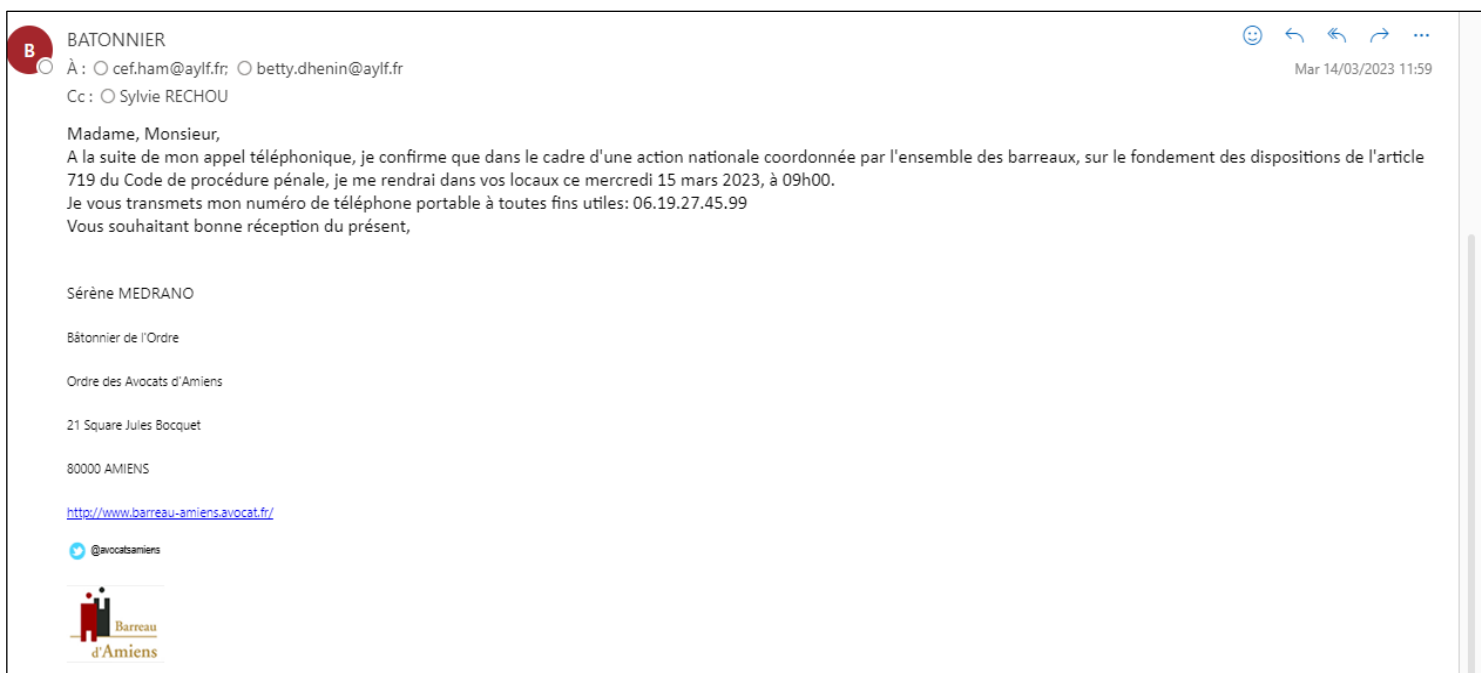 B
BATONNIER
À : cef.ham@aylf.fr; betty.dhenin@aylf.fr
Mar 14/03/2023 11:59
Cc : Sylvie RECHOU
Madame, Monsieur,
A la suite de mon appel téléphonique, je confirme que dans le cadre d'une action nationale coordonnée par l'ensemble des barreaux, sur le fondement des dispositions de l'article
719 du Code de procédure pénale, je me rendrai dans vos locaux ce mercredi 15 mars 2023, à 09h00.
Je vous transmets mon numéro de téléphone portable à toutes fins utiles: 06.19.27.45.99
Vous souhaitant bonne réception du présent,
Sérène MEDRANO
Bâtonnier de l'Ordre
Ordre des Avocats d'Amiens
21 Square Jules Bocquet
80000 AMIENS
http://www.barreau-amiens.avocat.fr/
@avocatsamiens
Barreau
d'Amiens